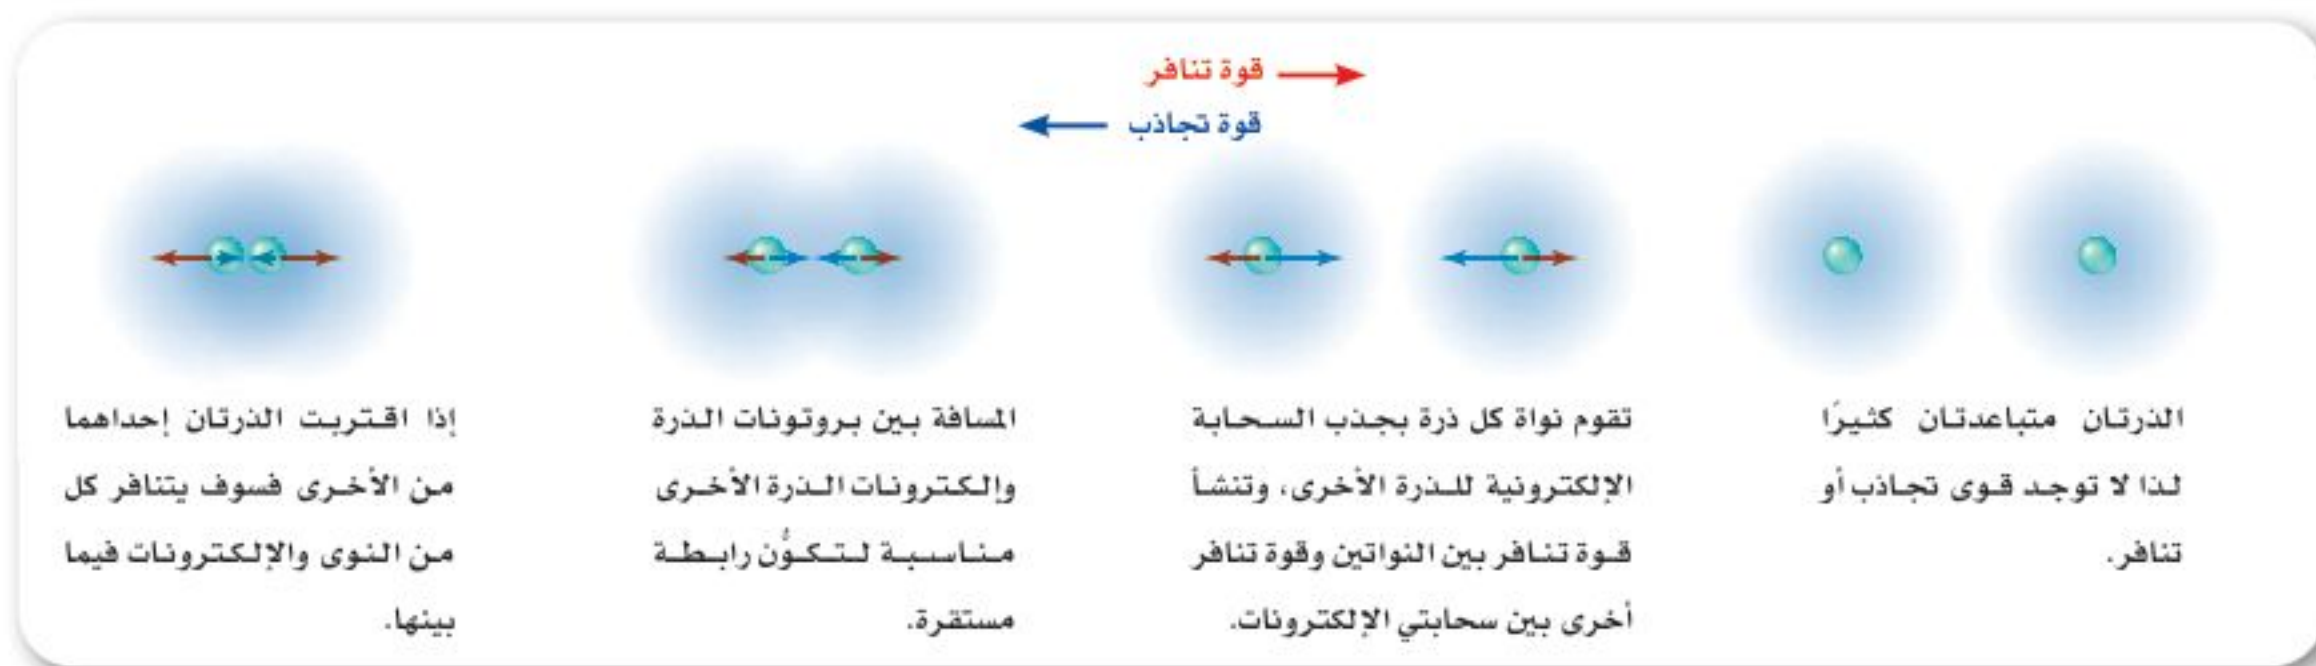 قوة تنافر
قوة تجاذب
الذرتان متباعدتان كثيرًا
لذا لا توجد قوى تجاذب أو
تنافر.
تقوم نواة كل ذرة بجذب السحابة
الإلكترونية للذرة الأخرى، وتنشأ
قوة تنافر بين النواتين وقوة تنافر
أخرى بين سحابتي الإلكترونات.
المسافة بين بروتونات الذرة
وإلكترونات الذرة الأخرى
مناسبة لتكوُّن رابطة
مستقرة.
إذا اقتربت الذرتان إحداهما
من الأخرى فسوف يتنافر كل
من النوى والإلكترونات فيما
بينها.